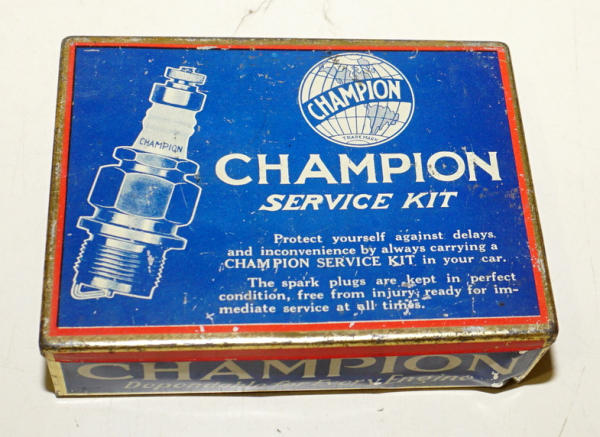 CHAMPION
TRADE MARK
CHAMPION
CHAMPION
SERVICE KIT
Protect yourself against delays
and inconvenience by always carrying a
CHAMPION SERVICE KIT in your car.
The spark plugs are kept in perfect
condition, free from injury, ready for im-
mediate service at all times.
CHAMPION
Dependable for Every Engine